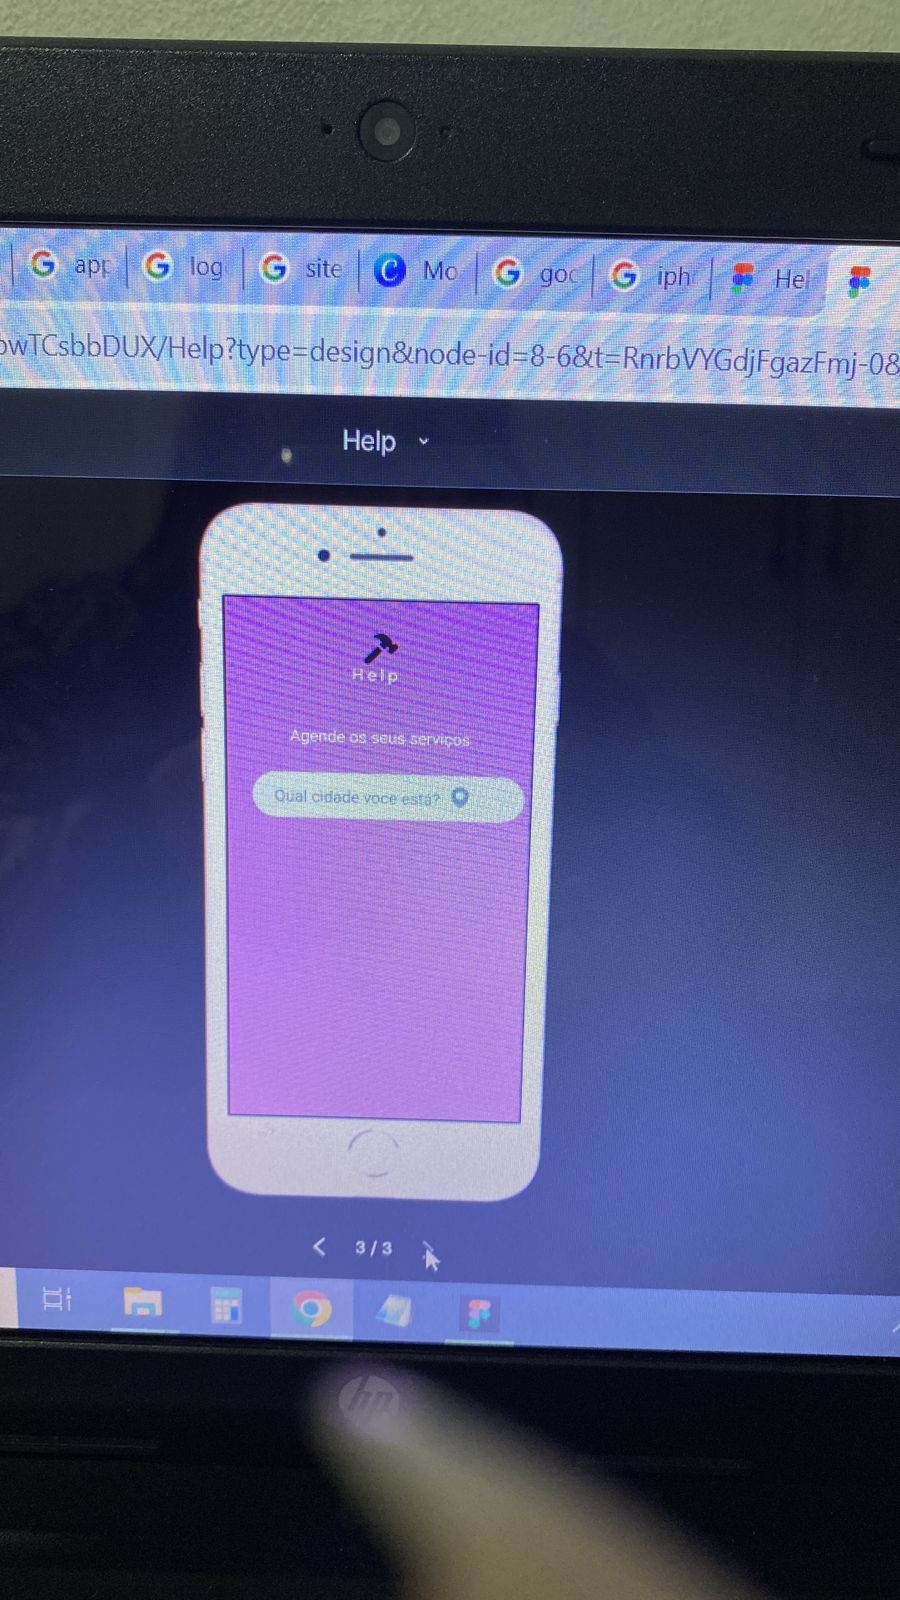 app
log
site
Mo
goo
iph
Hel
owTCsbbDUX/Help?type=design&node-id=8-6&t=RnrbVYGdjFgazFmj-08
Help
Help
Agende os seus serviços
Qual cidade voce está?
3 / 3
hp